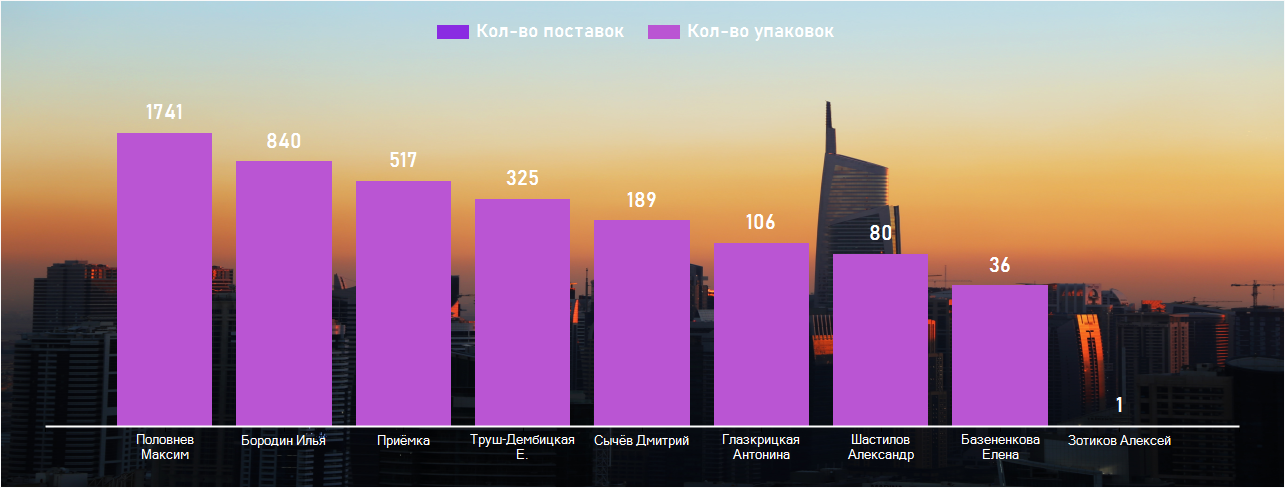 Кол-во поставок Кол-во упаковок
1741
840
517
325
189
106
80
36
1
Половнев
Максим
Бородин Илья
Приёмка
Труш-Дембицкая
Е.
Сычёв Дмитрий
Глазкрицкая
Антонина
Шастилов
Александр
Базененкова
Елена
Зотиков Алексей